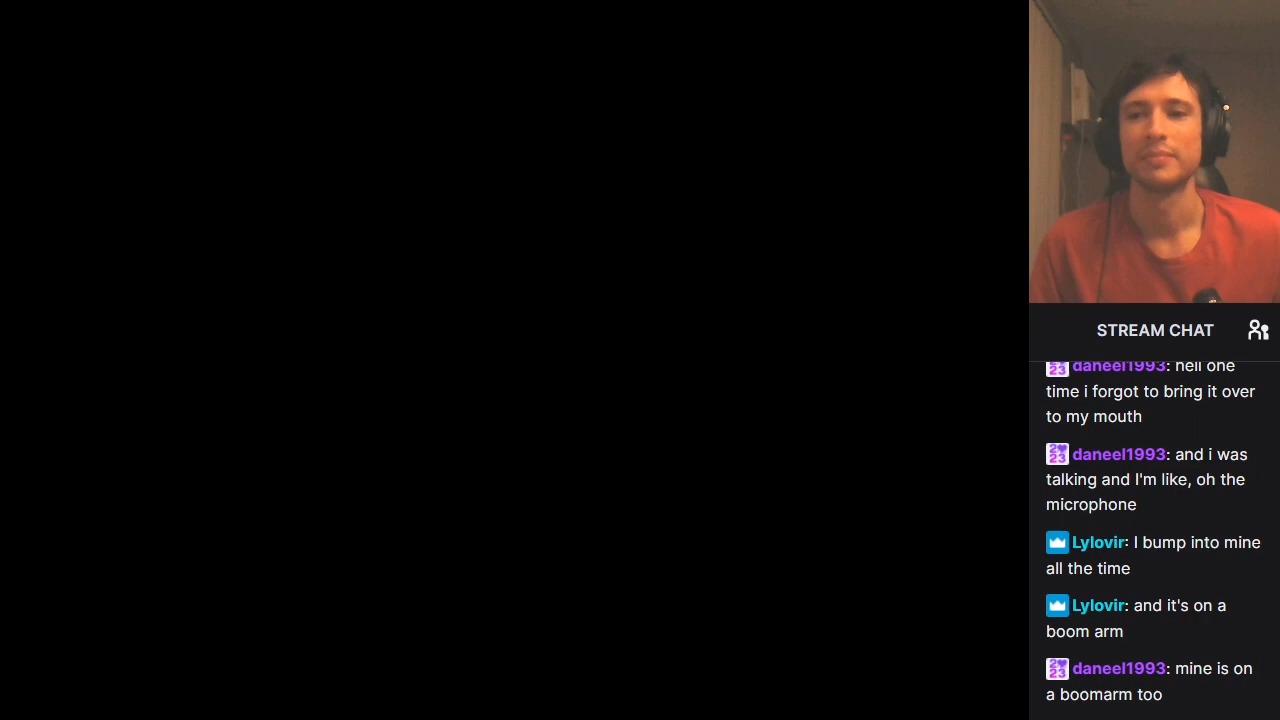 STREAM CHAT
daneel1993: hell one
time i forgot to bring it over
to my mouth
daneel1993: and i was
talking and I'm like, oh the
microphone
Lylovir: I bump into mine
all the time
Lylovir: and it's on a
boom arm
daneel1993: mine is on
a boomarm too